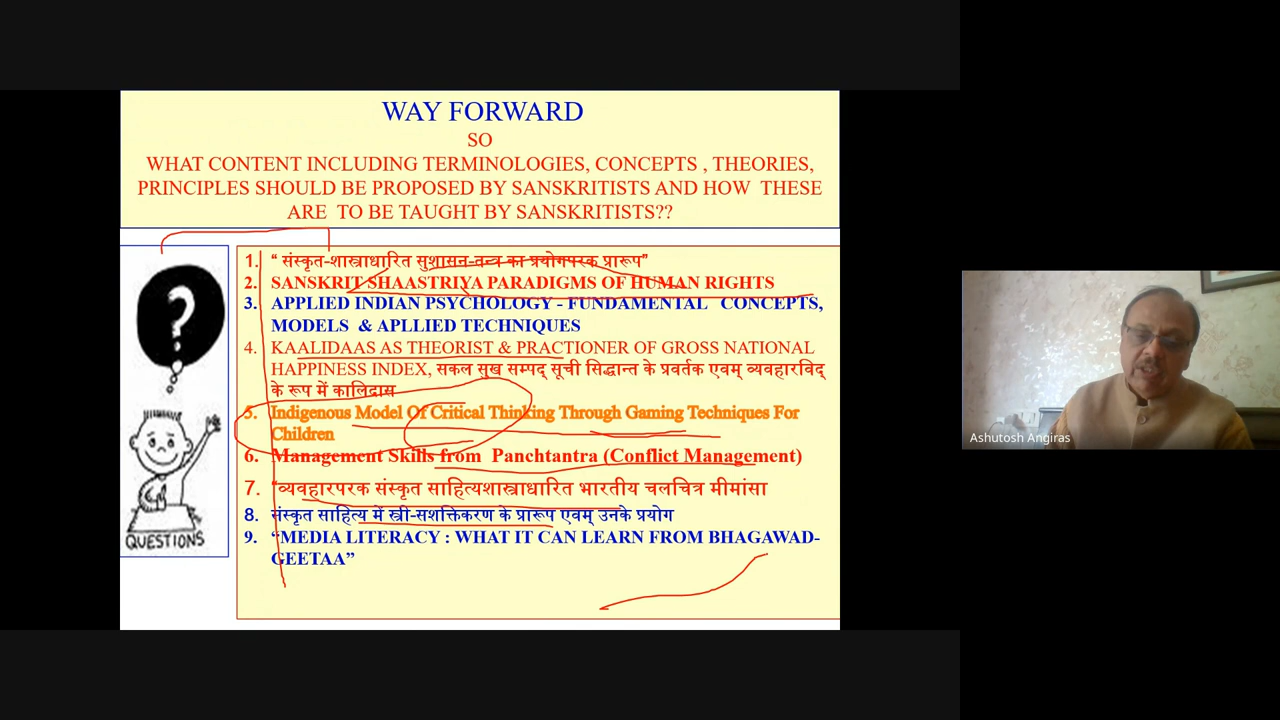 WAY FORWARD
SO
WHAT CONTENT INCLUDING TERMINOLOGIES, CONCEPTS , THEORIES,
PRINCIPLES SHOULD BE PROPOSED BY SANSKRITISTS AND HOW THESE
ARE TO BE TAUGHT BY SANSKRITISTS??
QUESTIONS
1. “ संस्कृत-शास्त्राधारित सुशासन-तन्त्र का प्रयोगपरक प्रारूप”
2. SANSKRIT SHAASTRIYA PARADIGMS OF HUMAN RIGHTS
3. APPLIED INDIAN PSYCHOLOGY - FUNDAMENTAL CONCEPTS,
MODELS & APLLIED TECHNIQUES
4. KAALIDAAS AS THEORIST & PRACTIONER OF GROSS NATIONAL
HAPPINESS INDEX, सकल सुख सम्पद् सूची सिद्धान्त के प्रवर्तक एवम् व्यवहारविद्
के रूप में कालिदास
5. Indigenous Model Of Critical Thinking Through Gaming Techniques For
Children
6. Management Skills from Panchtantra (Conflict Management)
7. “व्यवहारपरक संस्कृत साहित्यशास्त्राधारित भारतीय चलचित्र मीमांसा
8. संस्कृत साहित्य में स्त्री-सशक्तिकरण के प्रारूप एवम् उनके प्रयोग
9. “MEDIA LITERACY : WHAT IT CAN LEARN FROM BHAGAWAD-
GEETAA”
Ashutosh Angiras